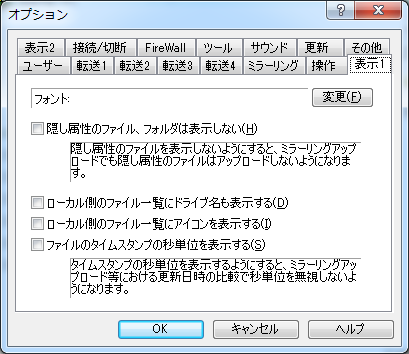 オプション
表示2 接続/切断 FireWall ツール サウンド 更新 その他
ユーザー 転送1 転送2 転送3 転送4 ミラーリング 操作 表示1
フォント: 変更(F)
隠し属性のファイル、フォルダは表示しない(H)
隠し属性のファイルを表示しないようにすると、ミラーリングアップ
ロードでも隠し属性のファイルはアップロードしないようになりま
す。
ローカル側のファイル一覧にドライブ名も表示する(D)
ローカル側のファイル一覧にアイコンを表示する(I)
ファイルのタイムスタンプの秒単位を表示する(S)
タイムスタンプの秒単位を表示するようにすると、ミラーリングアッ
プロード等における更新日時の比較で秒単位を無視しないよ
うになります。
OK キャンセル ヘルプ